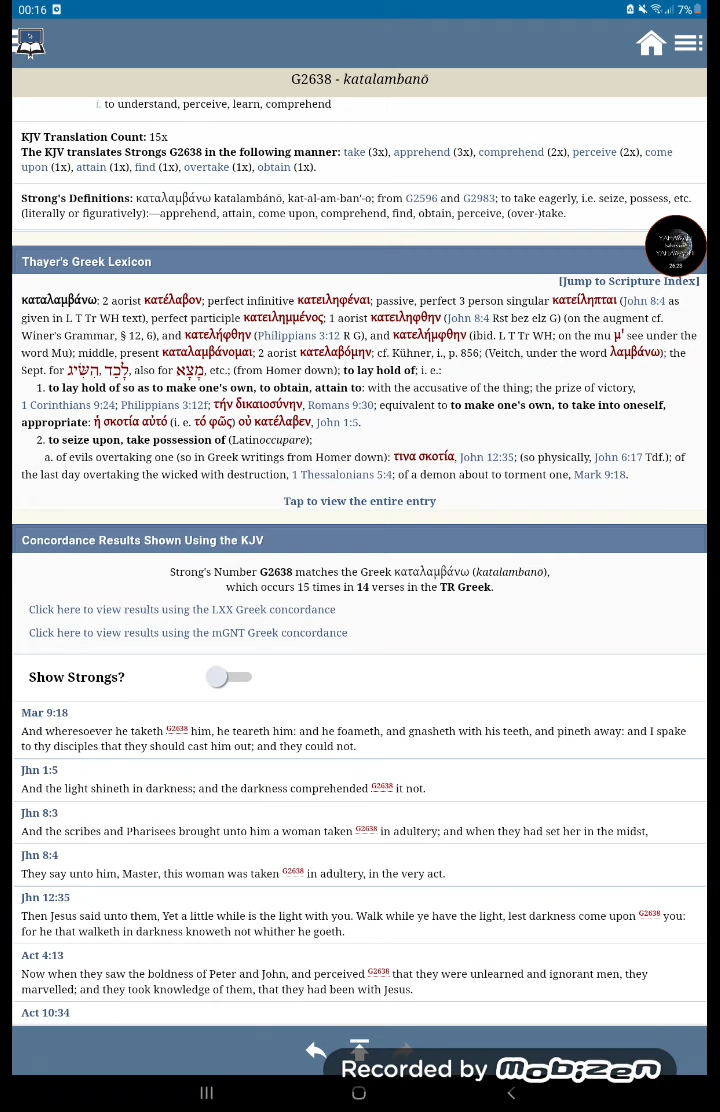 00:16
7%
G2638 - katalambanō
i. to understand, perceive, learn, comprehend
KJV Translation Count: 15x
The KJV translates Strongs G2638 in the following manner: take (3x), apprehend (3x), comprehend (2x), perceive (2x), come
upon (1x), attain (1x), find (1x), overtake (1x), obtain (1x).
Strong's Definitions: καταλαμβάνω katalambánō, kat-al-am-ban'-o; from G2596 and G2983; to take eagerly, i.e. seize, possess, etc.
(literally or figuratively):—apprehend, attain, come upon, comprehend, find, obtain, perceive, (over-)take.
YAHAWAH
YAHAWASHI
26:23
Thayer's Greek Lexicon
[Jump to Scripture Index]
καταλαμβάνω: 2 aorist κατέλαβον; perfect infinitive κατειληφέναι; passive, perfect 3 person singular κατείληπται (John 8:4 as
given in L T Tr WH text), perfect participle κατειλημμένος; 1 aorist κατειληφθην (John 8:4 Rst bez elz G) (on the augment cf.
Winer's Grammar, § 12, 6), and κατελήφθην (Philippians 3:12 R G), and κατελήμφθην (ibid. L T Tr WH; on the mu μ' see under the
word Mu); middle, present καταλαμβάνομαι; 2 aorist κατελαβόμην; cf. Kühner, i., p. 856; (Veitch, under the word λαμβάνω); the
Sept. for הִשִּׂיג, לָכַד, also for מָצָא, etc.; (from Homer down); to lay hold of; i. e.:
1. to lay hold of so as to make one's own, to obtain, attain to: with the accusative of the thing; the prize of victory,
1 Corinthians 9:24; Philippians 3:12f; τήν δικαιοσύνην, Romans 9:30; equivalent to to make one's own, to take into oneself,
appropriate: ἡ σκοτία αὐτό (i. e. τό φῶς) οὐ κατέλαβεν, John 1:5.
2. to seize upon, take possession of (Latinoccupare);
a. of evils overtaking one (so in Greek writings from Homer down): τινα σκοτία, John 12:35; (so physically, John 6:17 Tdf.); of
the last day overtaking the wicked with destruction, 1 Thessalonians 5:4; of a demon about to torment one, Mark 9:18.
Tap to view the entire entry
Concordance Results Shown Using the KJV
Strong's Number G2638 matches the Greek καταλαμβάνω (katalambanō),
which occurs 15 times in 14 verses in the TR Greek.
Click here to view results using the LXX Greek concordance
Click here to view results using the mGNT Greek concordance
Show Strongs?
Mar 9:18
And wheresoever he taketh G2638 him, he teareth him: and he foameth, and gnasheth with his teeth, and pineth away: and I spake
to thy disciples that they should cast him out; and they could not.
Jhn 1:5
And the light shineth in darkness; and the darkness comprehended G2638 it not.
Jhn 8:3
And the scribes and Pharisees brought unto him a woman taken G2638 in adultery; and when they had set her in the midst,
Jhn 8:4
They say unto him, Master, this woman was taken G2638 in adultery, in the very act.
Jhn 12:35
Then Jesus said unto them, Yet a little while is the light with you. Walk while ye have the light, lest darkness come upon G2638 you:
for he that walketh in darkness knoweth not whither he goeth.
Act 4:13
Now when they saw the boldness of Peter and John, and perceived G2638 that they were unlearned and ignorant men, they
marvelled; and they took knowledge of them, that they had been with Jesus.
Act 10:34
Recorded by mobizen